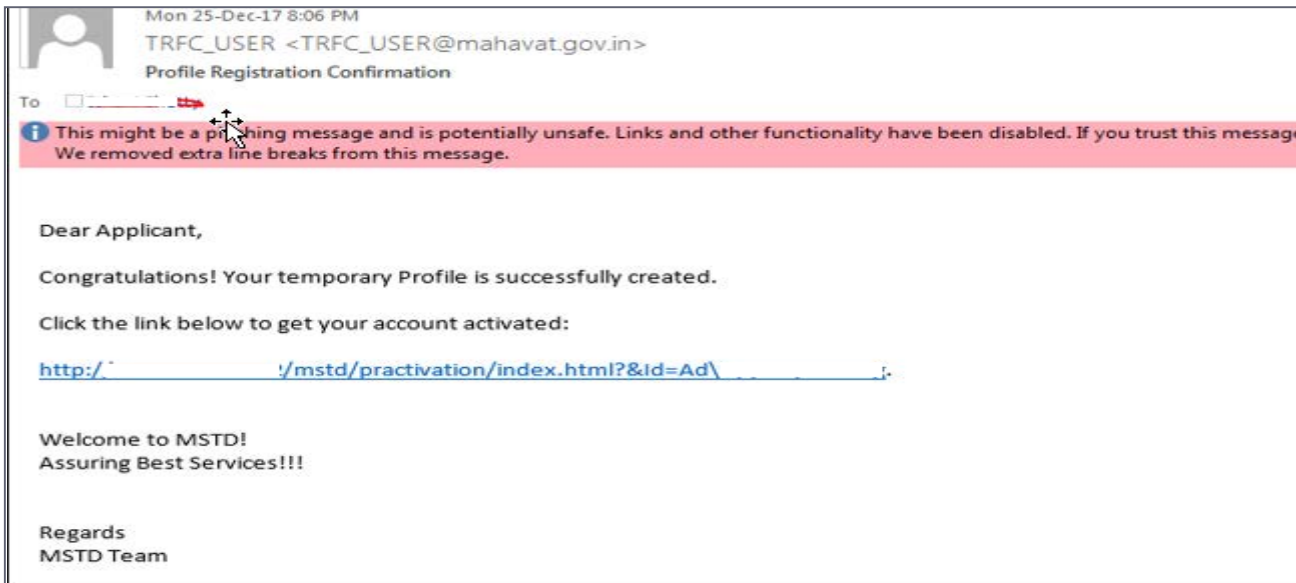 Mon 25-Dec-17 8:06 PM
TRFC_USER <TRFC_USER@mahavat.gov.in>
Profile Registration Confirmation
To
This might be a phishing message and is potentially unsafe. Links and other functionality have been disabled. If you trust this message
We removed extra line breaks from this message.
Dear Applicant,
Congratulations! Your temporary Profile is successfully created.
Click the link below to get your account activated:
http:/ /mstd/practivation/index.html?&Id=Ad\
Welcome to MSTD!
Assuring Best Services!!!
Regards
MSTD Team